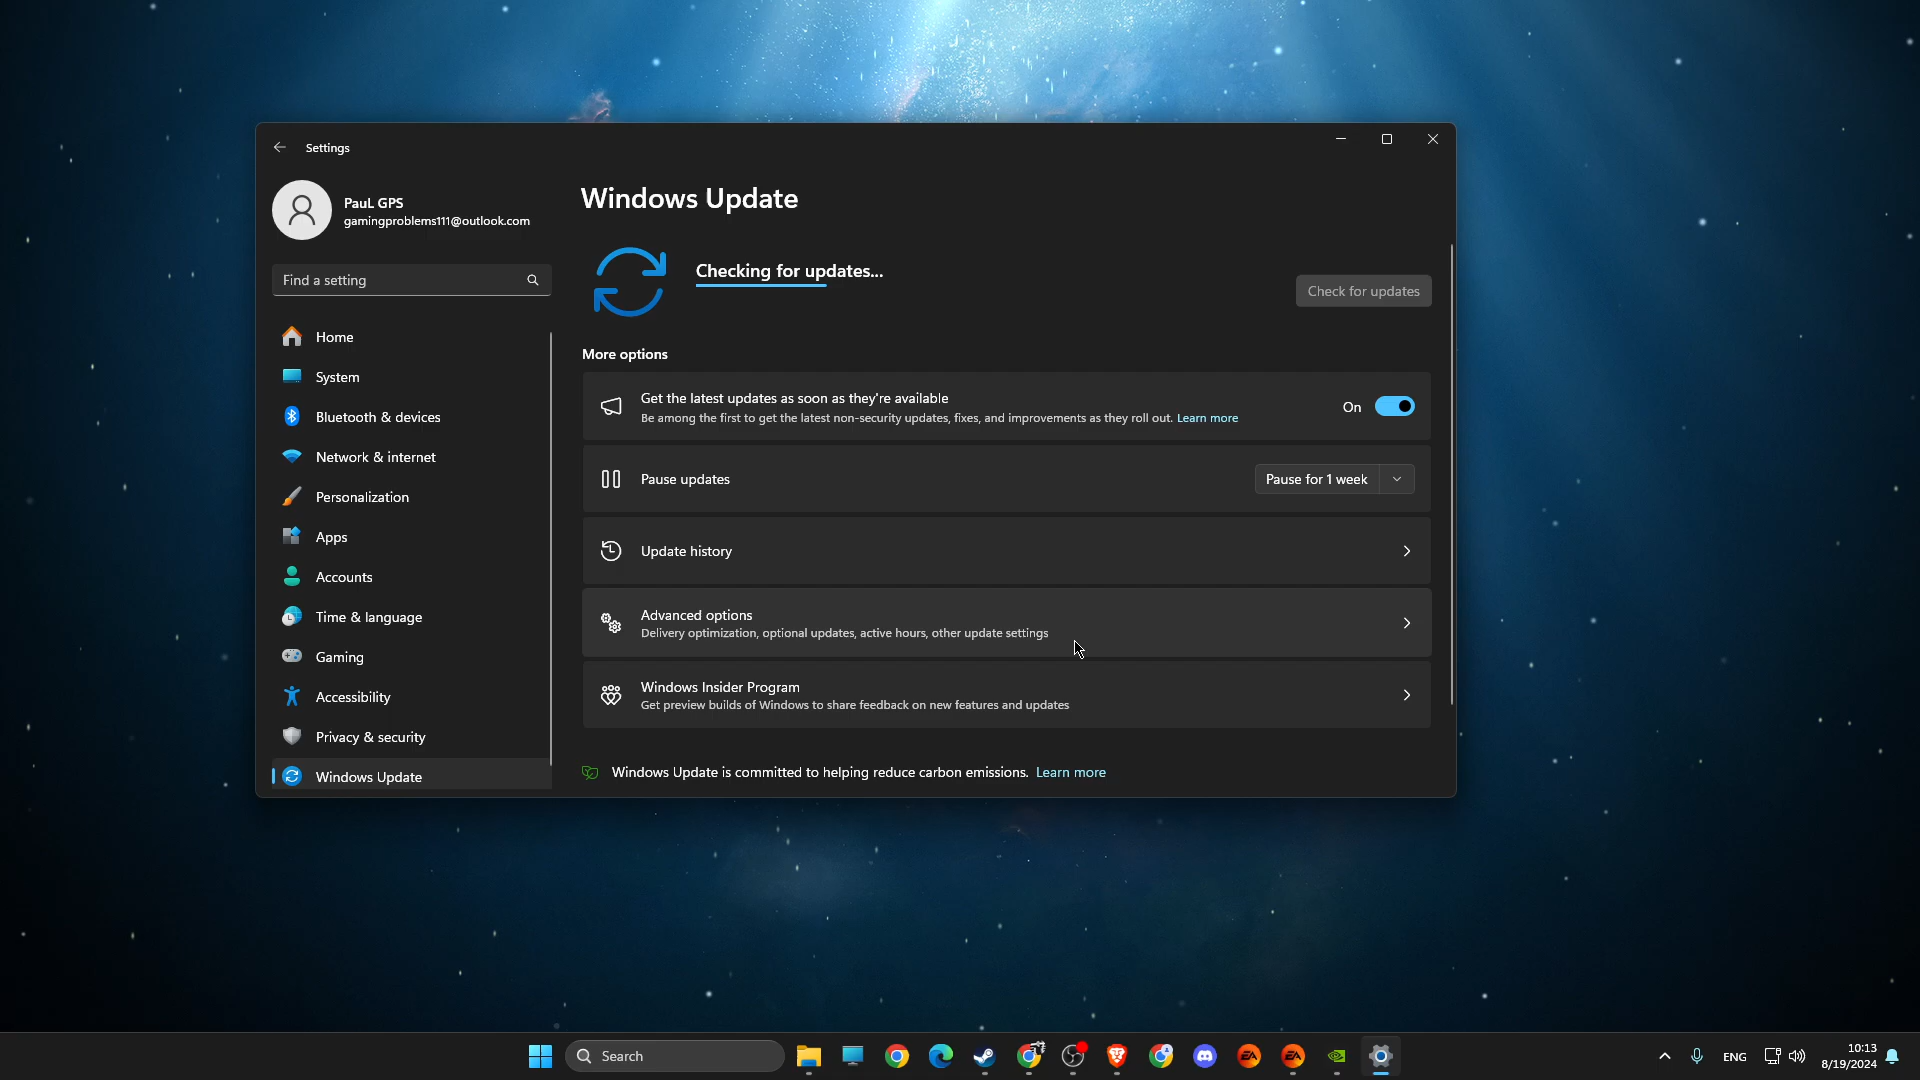 Settings
PauL GPS
gamingproblems111@outlook.com
Find a setting
Home
System
Bluetooth & devices
Network & internet
Personalization
Apps
Accounts
Time & language
Gaming
Accessibility
Privacy & security
Windows Update
Windows Update
Checking for updates...
Check for updates
More options
Get the latest updates as soon as they're available
Be among the first to get the latest non-security updates, fixes, and improvements as they roll out. Learn more
On
Pause updates
Pause for 1 week
Update history
Advanced options
Delivery optimization, optional updates, active hours, other update settings
Windows Insider Program
Get preview builds of Windows to share feedback on new features and updates
Windows Update is committed to helping reduce carbon emissions. Learn more
Search
EA
EA
ENG
10:13
8/19/2024